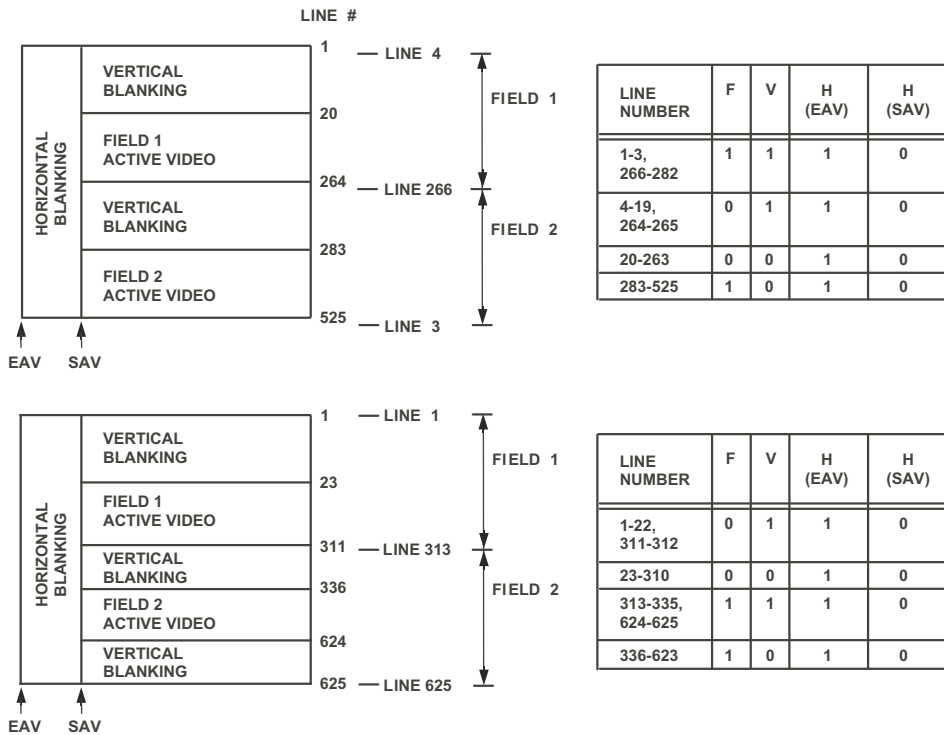 LINE #
1
LINE 4
HORIZONTAL
BLANKING
VERTICAL
BLANKING
FIELD 1
20
FIELD 1
ACTIVE VIDEO
264
LINE 266
VERTICAL
BLANKING
FIELD 2
283
FIELD 2
ACTIVE VIDEO
525
LINE 3
EAV SAV
LINE
NUMBER F V H
(EAV) H
(SAV)
1-3,
266-282 1 1 1 0
4-19,
264-265 0 1 1 0
20-263 0 0 1 0
283-525 1 0 1 0
1
LINE 1
HORIZONTAL
BLANKING
VERTICAL
BLANKING
FIELD 1
23
FIELD 1
ACTIVE VIDEO
311
LINE 313
VERTICAL
BLANKING
336
FIELD 2
FIELD 2
ACTIVE VIDEO
624
VERTICAL
BLANKING
625
LINE 625
EAV SAV
LINE
NUMBER F V H
(EAV) H
(SAV)
1-22,
311-312 0 1 1 0
23-310 0 0 1 0
313-335,
624-625 1 1 1 0
336-623 1 0 1 0